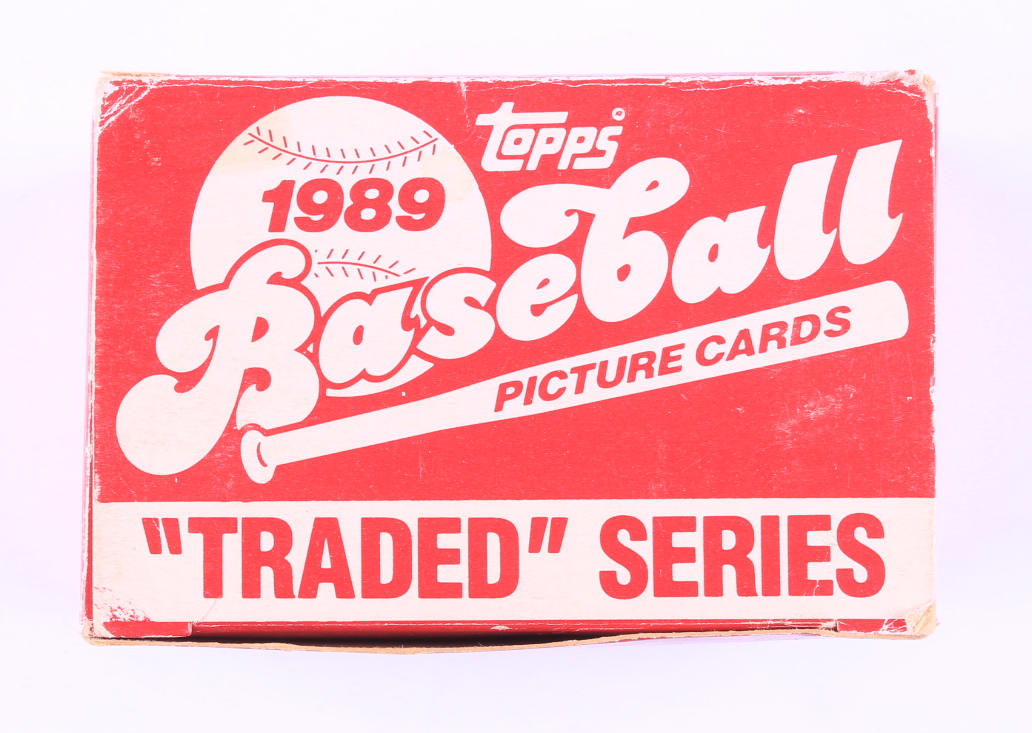 topps®
1989
Baseball
PICTURE CARDS
"TRADED" SERIES